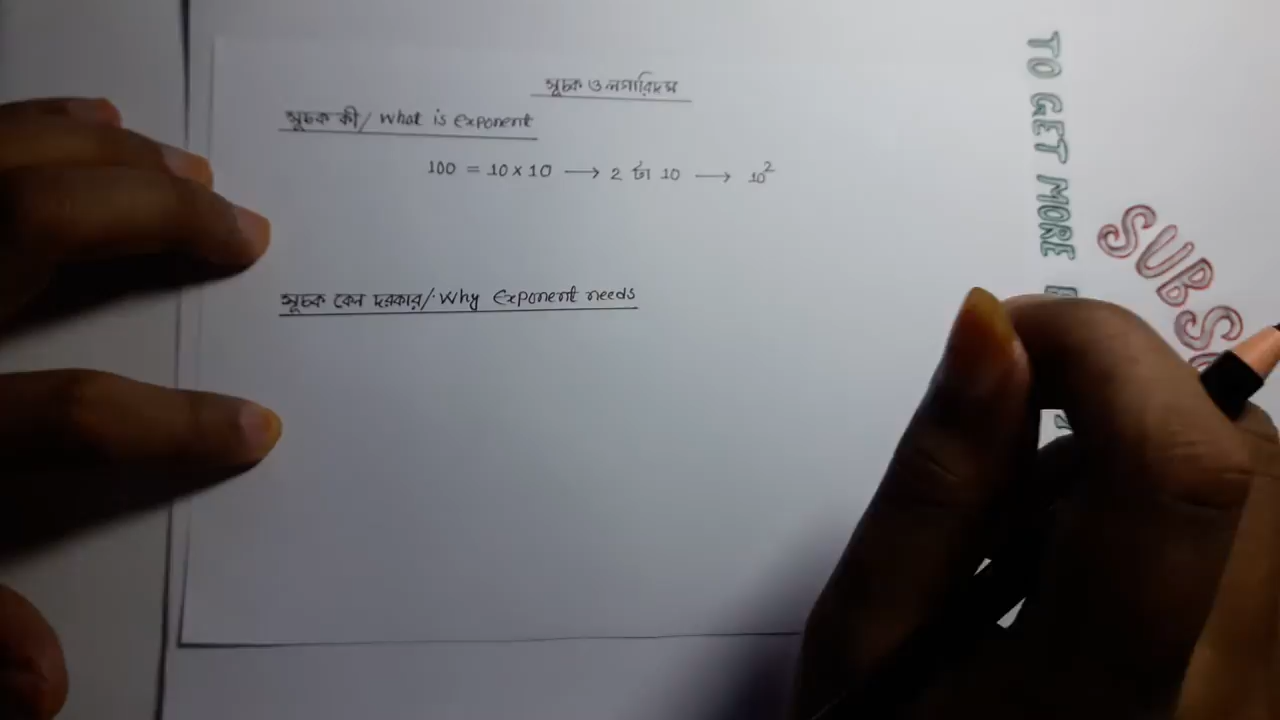 সূচক ও লগারিদম
সূচক কী / What is exponent
100 = 10 × 10 ⟶ 2 টা 10 ⟶ 10²
সূচক কেন দরকার / Why Exponent needs
TO GET MORE
SUBS